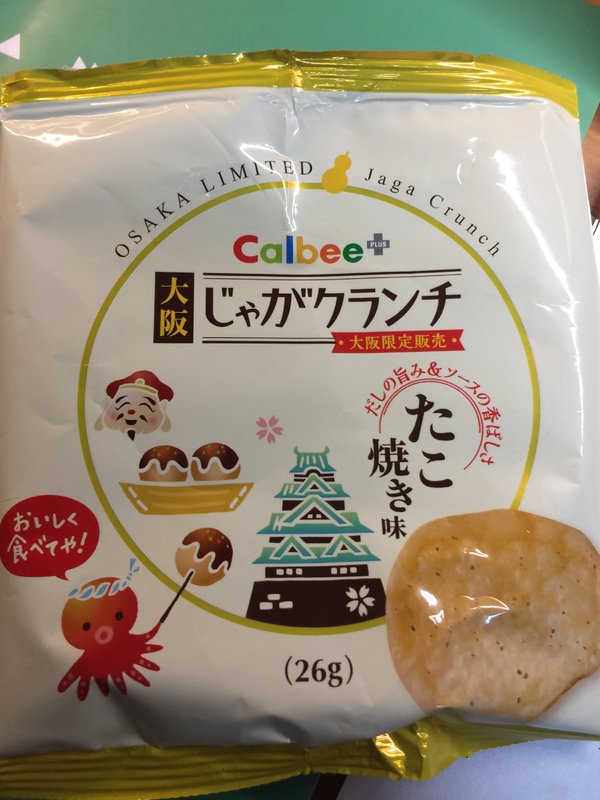 OSAKA LIMITED Jaga Crunch
Calbee PLUS
大阪
じゃがクランチ
・大阪限定販売・
だしの旨み&ソースの香ばしさ
たこ
焼き味
おいしく
食べてや!
(26g)